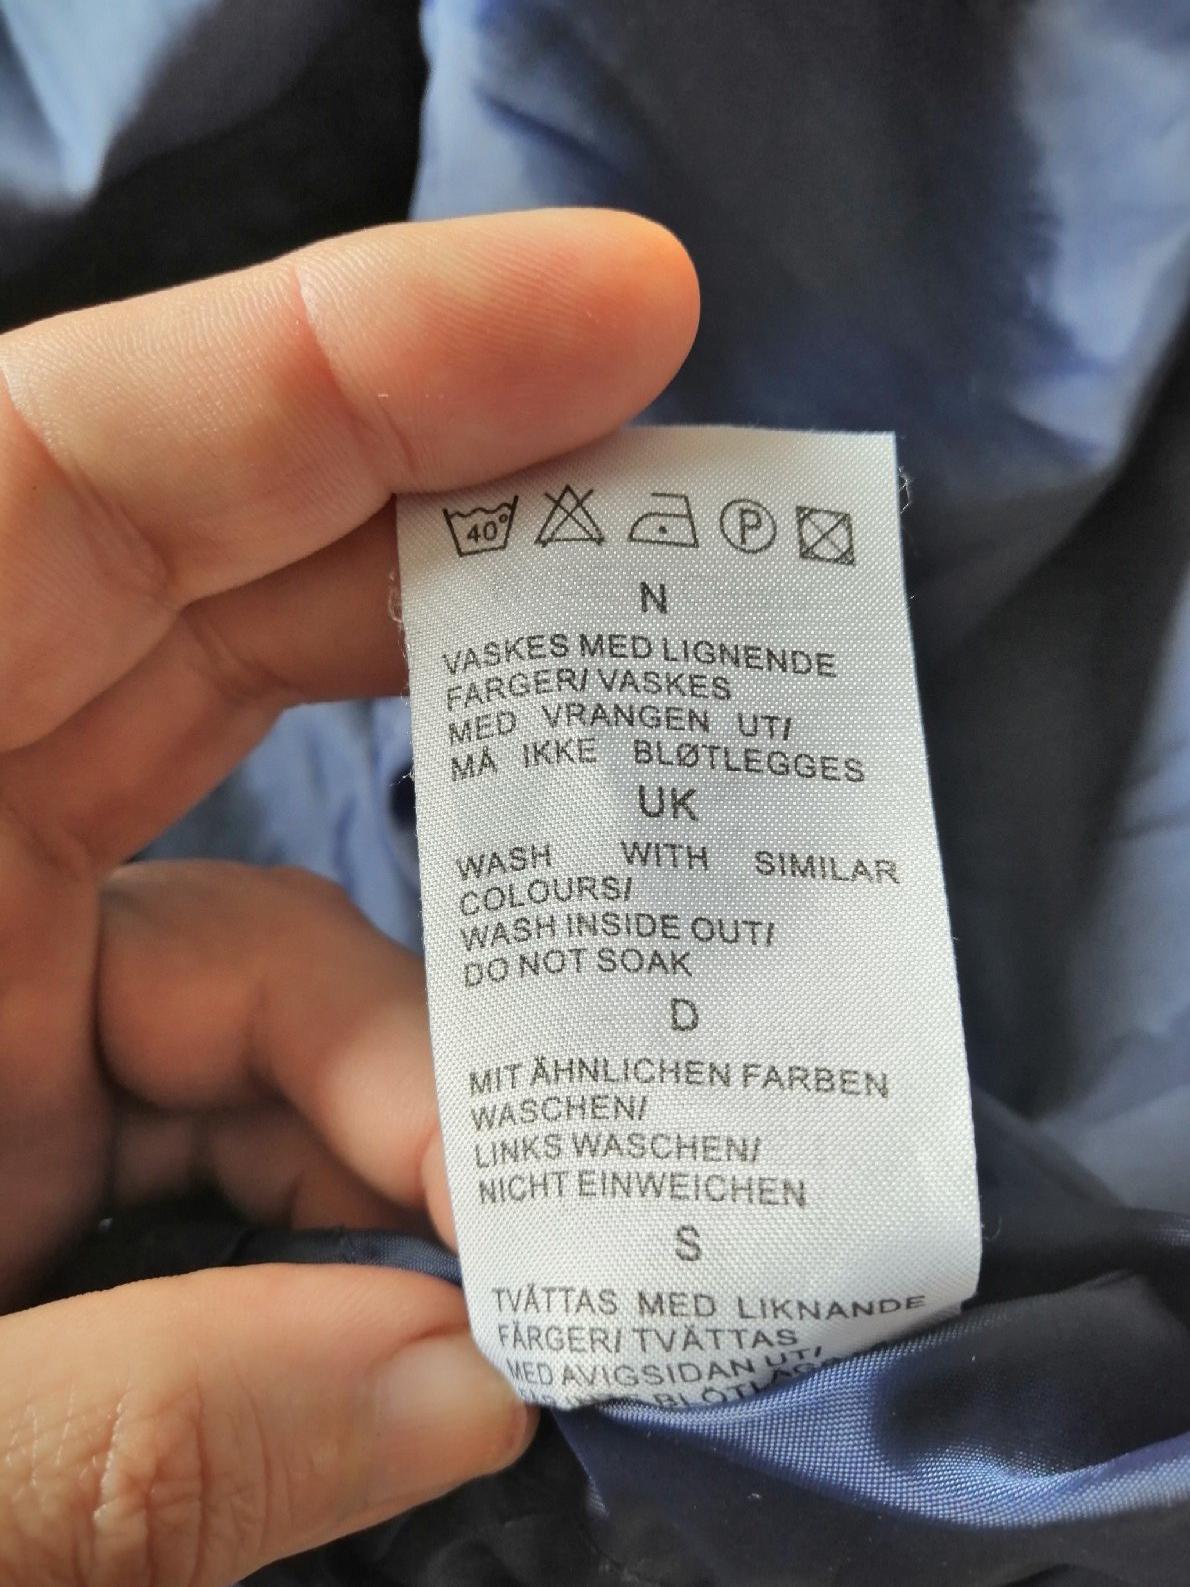 40°
P
N
VASKES MED LIGNENDE
FARGER/ VASKES
MED VRANGEN UT/
MÅ IKKE BLØTLEGGES
UK
WASH WITH SIMILAR
COLOURS/
WASH INSIDE OUT/
DO NOT SOAK
D
MIT ÄHNLICHEN FARBEN
WASCHEN/
LINKS WASCHEN/
NICHT EINWEICHEN
S
TVÄTTAS MED LIKNANDE
FÄRGER/ TVÄTTAS
MED AVIGSIDAN UT/